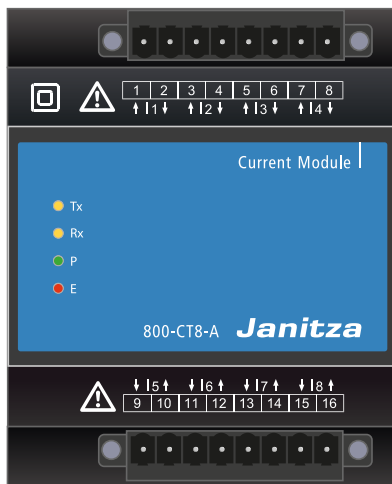 1 2 3 4 5 6 7 8
I1 I2 I3 I4
Current Module
Tx
Rx
P
E
800-CT8-A Janitza
I5 I6 I7 I8
9 10 11 12 13 14 15 16